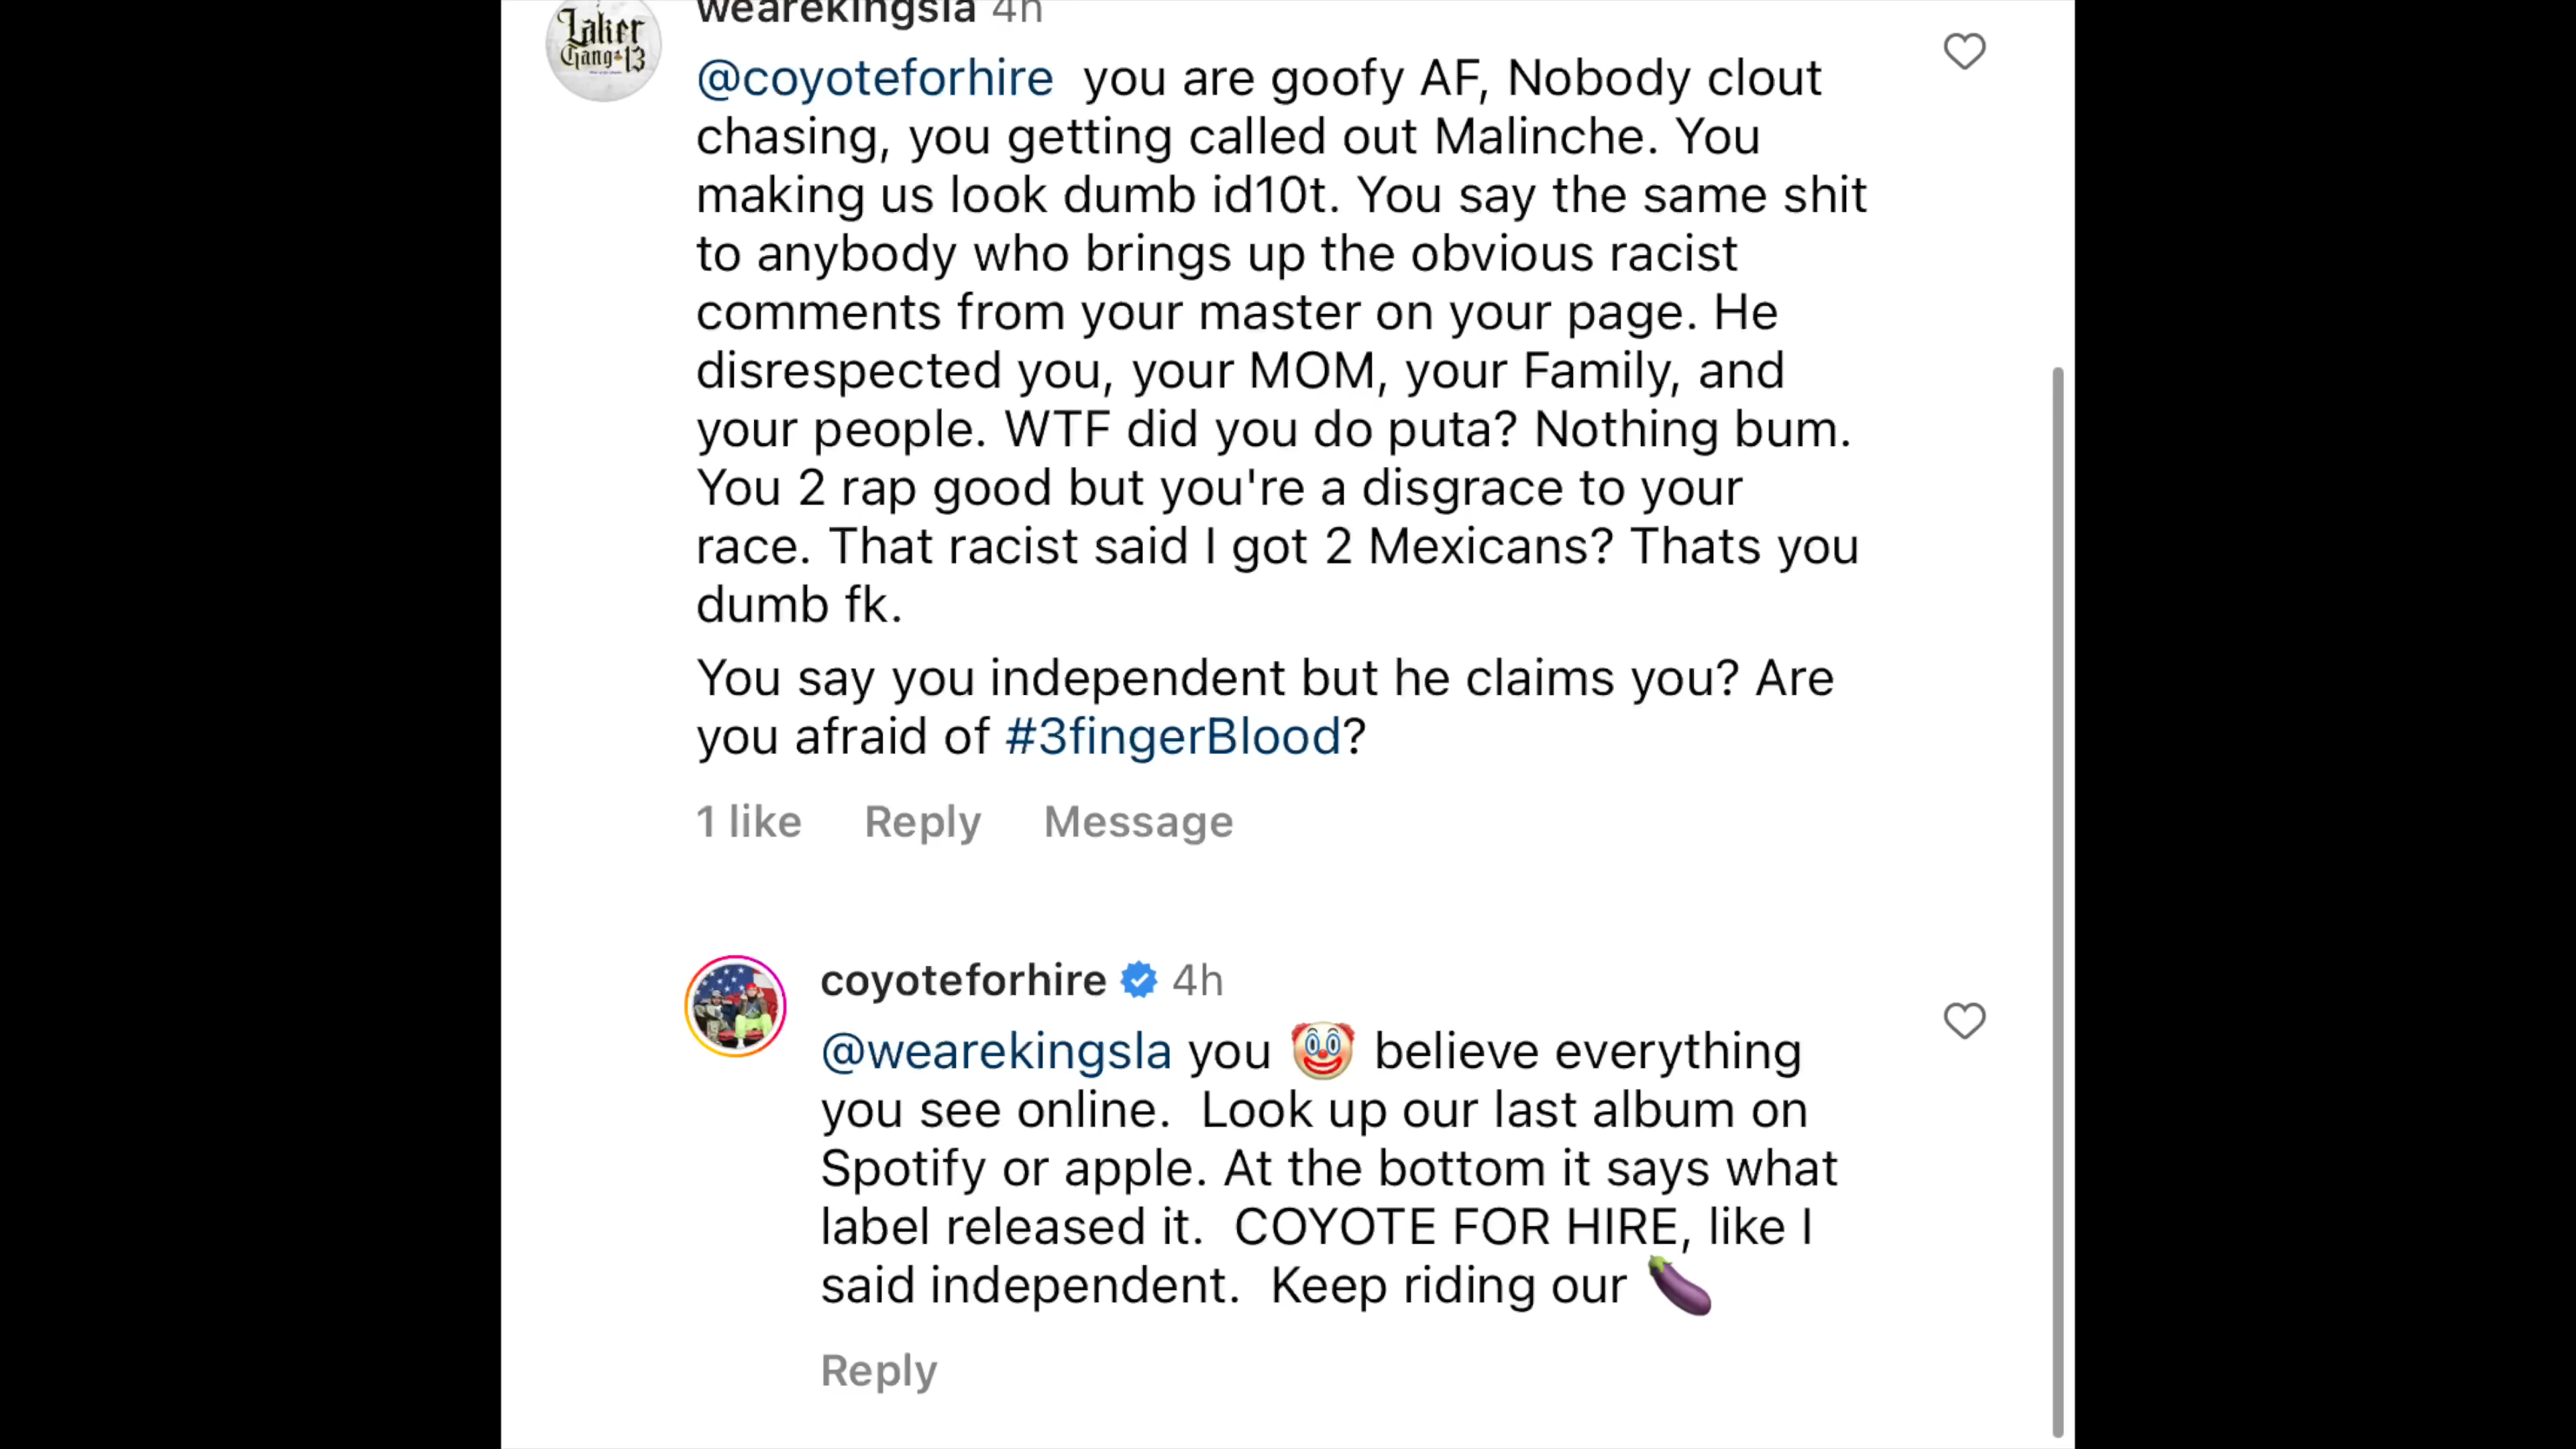 wearekingsla 4h
Laker
Gang 13
@coyoteforhire you are goofy AF, Nobody clout
chasing, you getting called out Malinche. You
making us look dumb id10t. You say the same shit
to anybody who brings up the obvious racist
comments from your master on your page. He
disrespected you, your MOM, your Family, and
your people. WTF did you do puta? Nothing bum.
You 2 rap good but you're a disgrace to your
race. That racist said I got 2 Mexicans? Thats you
dumb fk.
You say you independent but he claims you? Are
you afraid of #3fingerBlood?
1 like Reply Message
coyoteforhire 4h
@wearekingsla you 🤡 believe everything
you see online. Look up our last album on
Spotify or apple. At the bottom it says what
label released it. COYOTE FOR HIRE, like I
said independent. Keep riding our 🍆
Reply